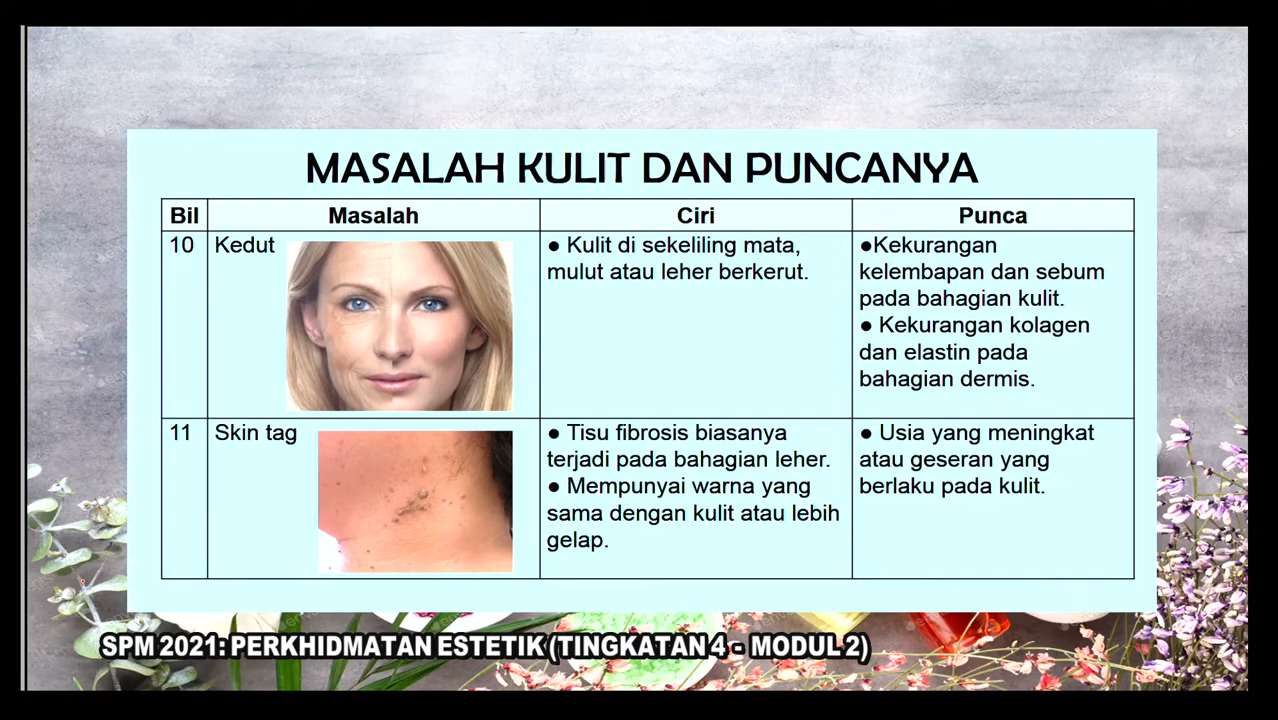 MASALAH KULIT DAN PUNCANYA
Bil Masalah Ciri Punca
10 Kedut
● Kulit di sekeliling mata,
mulut atau leher berkerut.
●Kekurangan
kelembapan dan sebum
pada bahagian kulit.
● Kekurangan kolagen
dan elastin pada
bahagian dermis.
11 Skin tag
● Tisu fibrosis biasanya
terjadi pada bahagian leher.
● Mempunyai warna yang
sama dengan kulit atau lebih
gelap.
● Usia yang meningkat
atau geseran yang
berlaku pada kulit.
SPM 2021: PERKHIDMATAN ESTETIK (TINGKATAN 4 - MODUL 2)